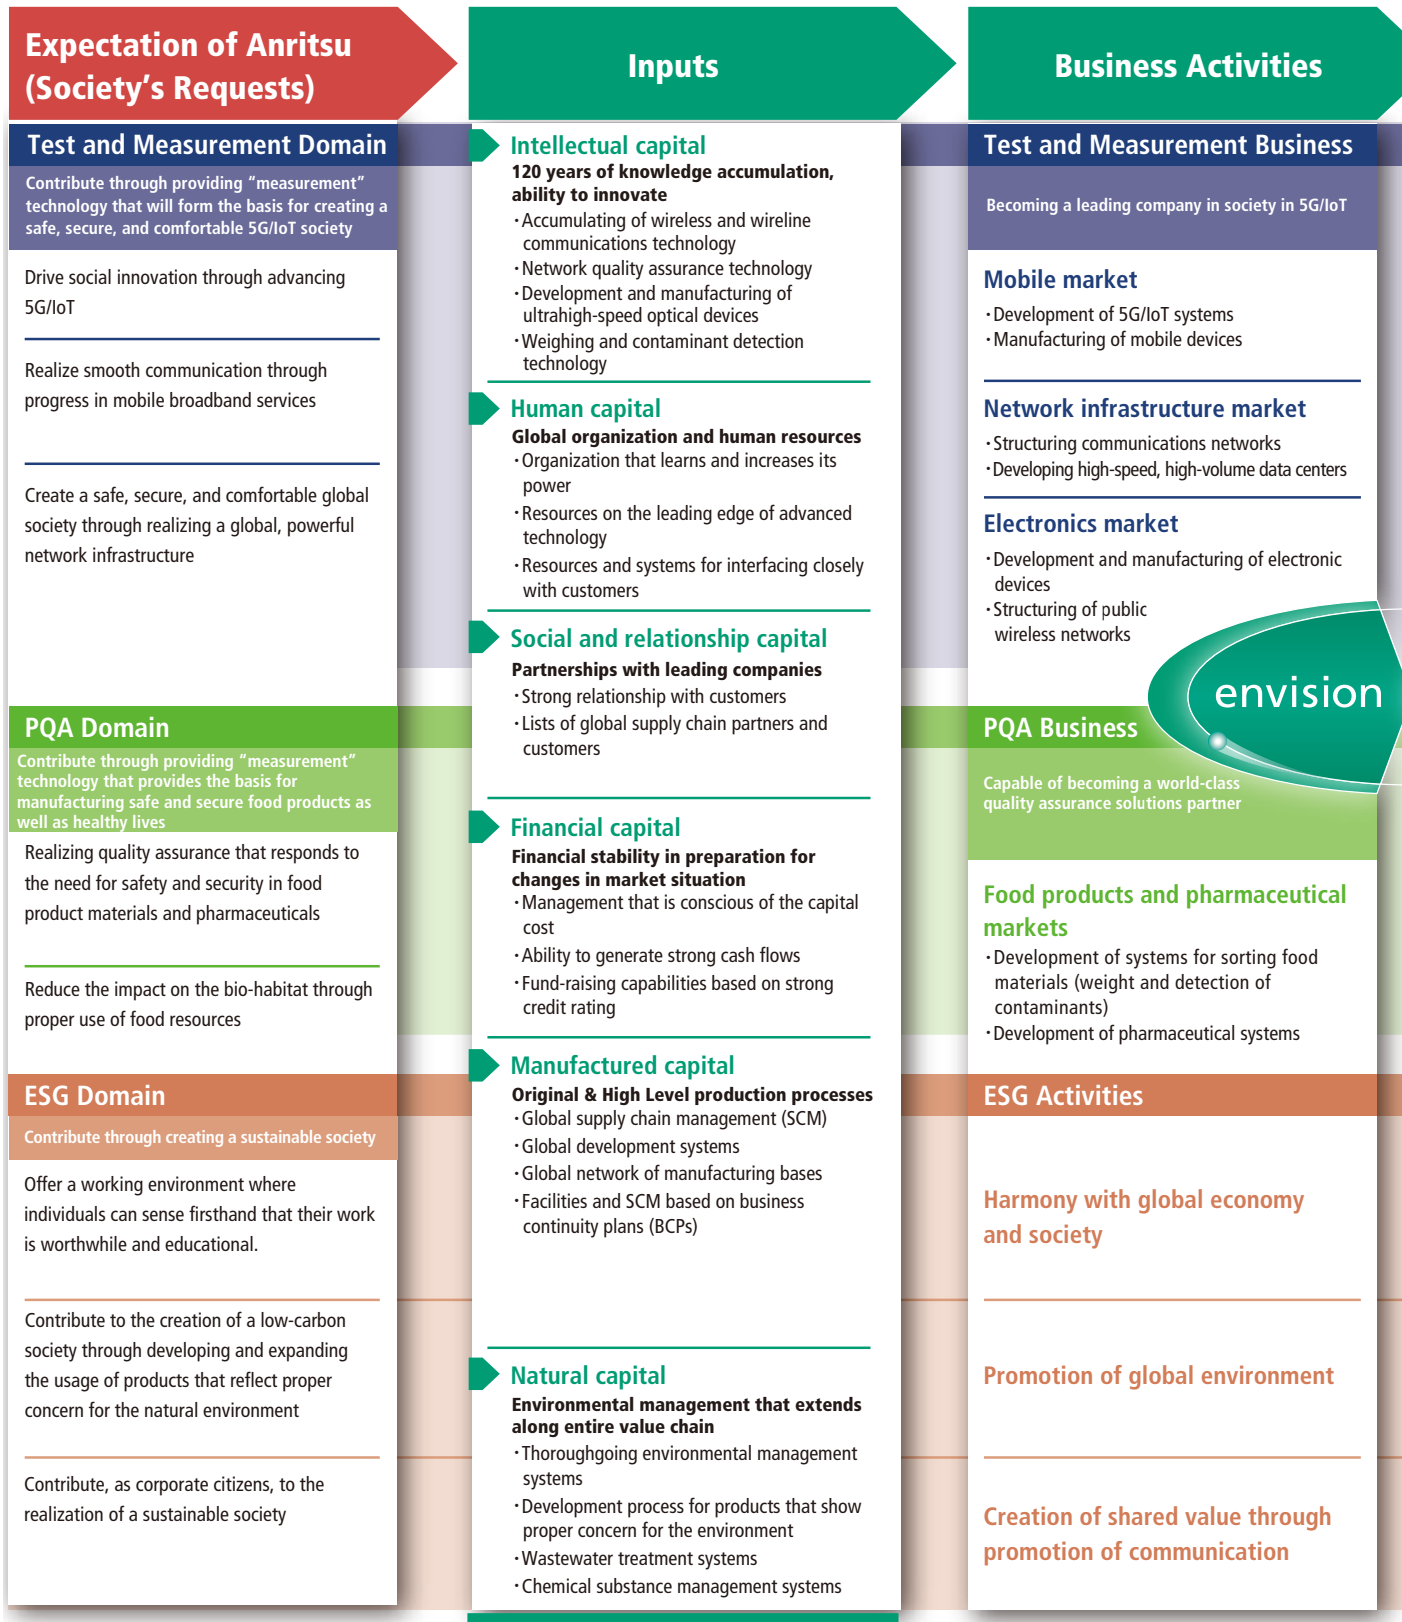 Expectation of Anritsu
(Society's Requests)
Test and Measurement Domain
Contribute through providing “measurement”
technology that will form the basis for creating a
safe, secure, and comfortable 5G/IoT society
Drive social innovation through advancing
5G/IoT
Realize smooth communication through
progress in mobile broadband services
Create a safe, secure, and comfortable global
society through realizing a global, powerful
network infrastructure
PQA Domain
Contribute through providing “measurement”
technology that provides the basis for
manufacturing safe and secure food products as
well as healthy lives
Realizing quality assurance that responds to
the need for safety and security in food
product materials and pharmaceuticals
Reduce the impact on the bio-habitat through
proper use of food resources
ESG Domain
Contribute through creating a sustainable society
Offer a working environment where
individuals can sense firsthand that their work
is worthwhile and educational.
Contribute to the creation of a low-carbon
society through developing and expanding
the usage of products that reflect proper
concern for the natural environment
Contribute, as corporate citizens, to the
realization of a sustainable society
Inputs
Intellectual capital
120 years of knowledge accumulation,
ability to innovate
・Accumulating of wireless and wireline
communications technology
・Network quality assurance technology
・Development and manufacturing of
ultrahigh-speed optical devices
・Weighing and contaminant detection
technology
Human capital
Global organization and human resources
・Organization that learns and increases its
power
・Resources on the leading edge of advanced
technology
・Resources and systems for interfacing closely
with customers
Social and relationship capital
Partnerships with leading companies
・Strong relationship with customers
・Lists of global supply chain partners and
customers
Financial capital
Financial stability in preparation for
changes in market situation
・Management that is conscious of the capital
cost
・Ability to generate strong cash flows
・Fund-raising capabilities based on strong
credit rating
Manufactured capital
Original & High Level production processes
・Global supply chain management (SCM)
・Global development systems
・Global network of manufacturing bases
・Facilities and SCM based on business
continuity plans (BCPs)
Natural capital
Environmental management that extends
along entire value chain
・Thoroughgoing environmental management
systems
・Development process for products that show
proper concern for the environment
・Wastewater treatment systems
・Chemical substance management systems
Business Activities
Test and Measurement Business
Becoming a leading company in society in 5G/IoT
Mobile market
・Development of 5G/IoT systems
・Manufacturing of mobile devices
Network infrastructure market
・Structuring communications networks
・Developing high-speed, high-volume data centers
Electronics market
・Development and manufacturing of electronic
devices
・Structuring of public
wireless networks
envision
PQA Business
Capable of becoming a world-class
quality assurance solutions partner
Food products and pharmaceutical
markets
・Development of systems for sorting food
materials (weight and detection of
contaminants)
・Development of pharmaceutical systems
ESG Activities
Harmony with global economy
and society
Promotion of global environment
Creation of shared value through
promotion of communication